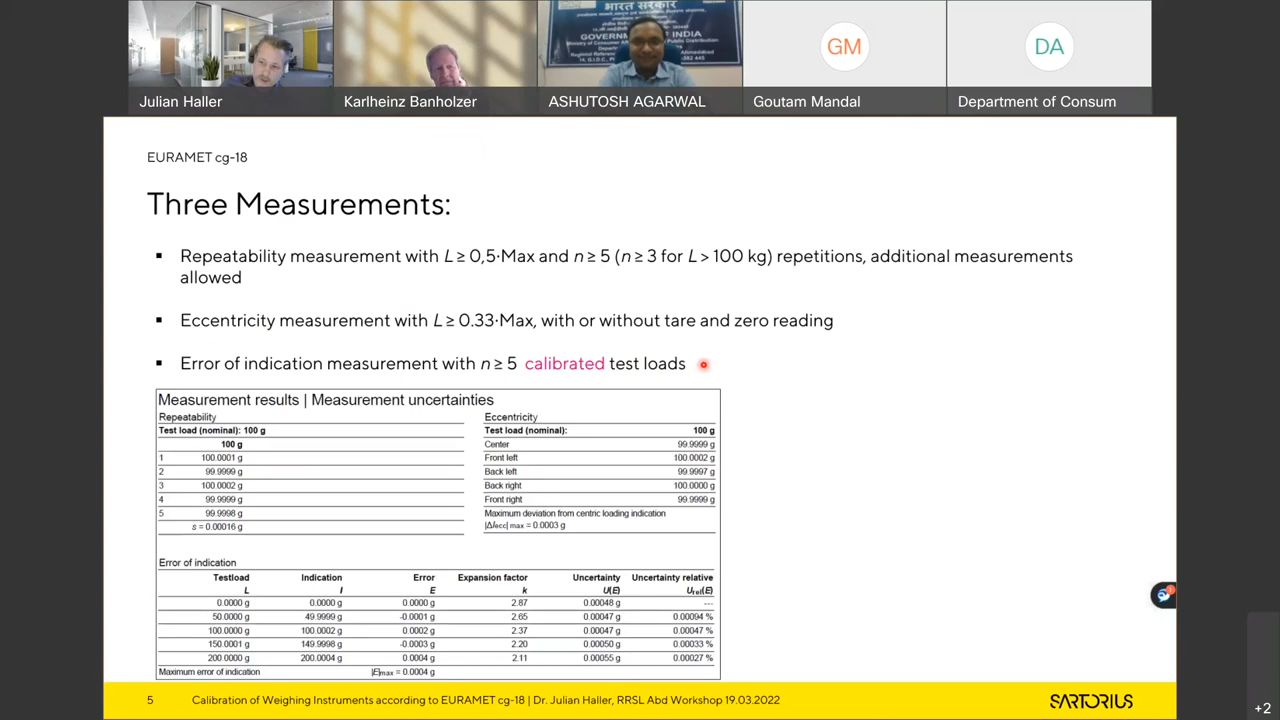 भारत सरकार
GOVERN OF INDIA
Julian Haller
Karlheinz Banholzer
ASHUTOSH AGARWAL
GM
Goutam Mandal
DA
Department of Consum
EURAMET cg-18
Three Measurements:
▪ Repeatability measurement with L ≥ 0,5·Max and n ≥ 5 (n ≥ 3 for L > 100 kg) repetitions, additional measurements
allowed
▪ Eccentricity measurement with L ≥ 0.33·Max, with or without tare and zero reading
▪ Error of indication measurement with n ≥ 5 calibrated test loads
Measurement results | Measurement uncertainties
Repeatability
Test load (nominal): 100 g
100 g
1 100.0001 g
2 99.9999 g
3 100.0002 g
4 99.9999 g
5 99.9998 g
s = 0.00016 g
Eccentricity
Test load (nominal): 100 g
Center 99.9999 g
Front left 100.0002 g
Back left 99.9997 g
Back right 100.0000 g
Front right 99.9999 g
Maximum deviation from centric loading indication
|ΔIecc| max = 0.0003 g
Error of indication
Testload Indication Error Expansion factor Uncertainty Uncertainty relative
L I E k U(E) Urel(E)
0.0000 g 0.0000 g 0.0000 g 2.87 0.00048 g ---
50.0000 g 49.9999 g -0.0001 g 2.65 0.00047 g 0.00094 %
100.0000 g 100.0002 g 0.0002 g 2.37 0.00047 g 0.00047 %
150.0001 g 149.9998 g -0.0003 g 2.20 0.00050 g 0.00033 %
200.0000 g 200.0004 g 0.0004 g 2.11 0.00055 g 0.00027 %
Maximum error of indication |E|max = 0.0004 g
5 Calibration of Weighing Instruments according to EURAMET cg-18 | Dr. Julian Haller, RRSL Abd Workshop 19.03.2022
SARTORIUS
+2